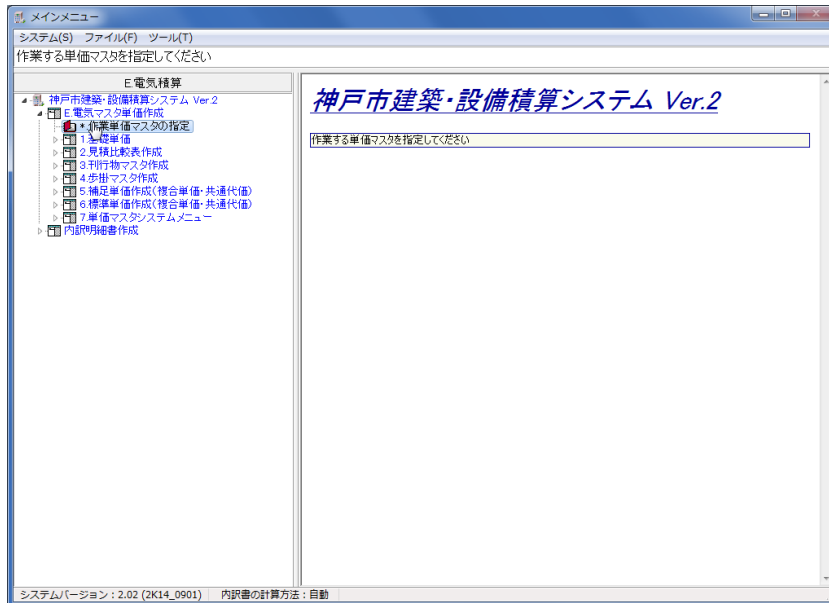 メインメニュー
システム(S) ファイル(F) ツール(T)
作業する単価マスタを指定してください
E.電気積算
神戸市建築・設備積算システム Ver.2
E.電気マスタ単価作成
*.作業単価マスタの指定
1.基礎単価
2.見積比較表作成
3.刊行物マスタ作成
4.歩掛マスタ作成
5.補足単価作成(複合単価・共通代価)
6.標準単価作成(複合単価・共通代価)
7.単価マスタシステムメニュー
内訳明細書作成
神戸市建築・設備積算システム Ver.2
作業する単価マスタを指定してください
システムバージョン : 2.02 (2K14_0901) 内訳書の計算方法 : 自動